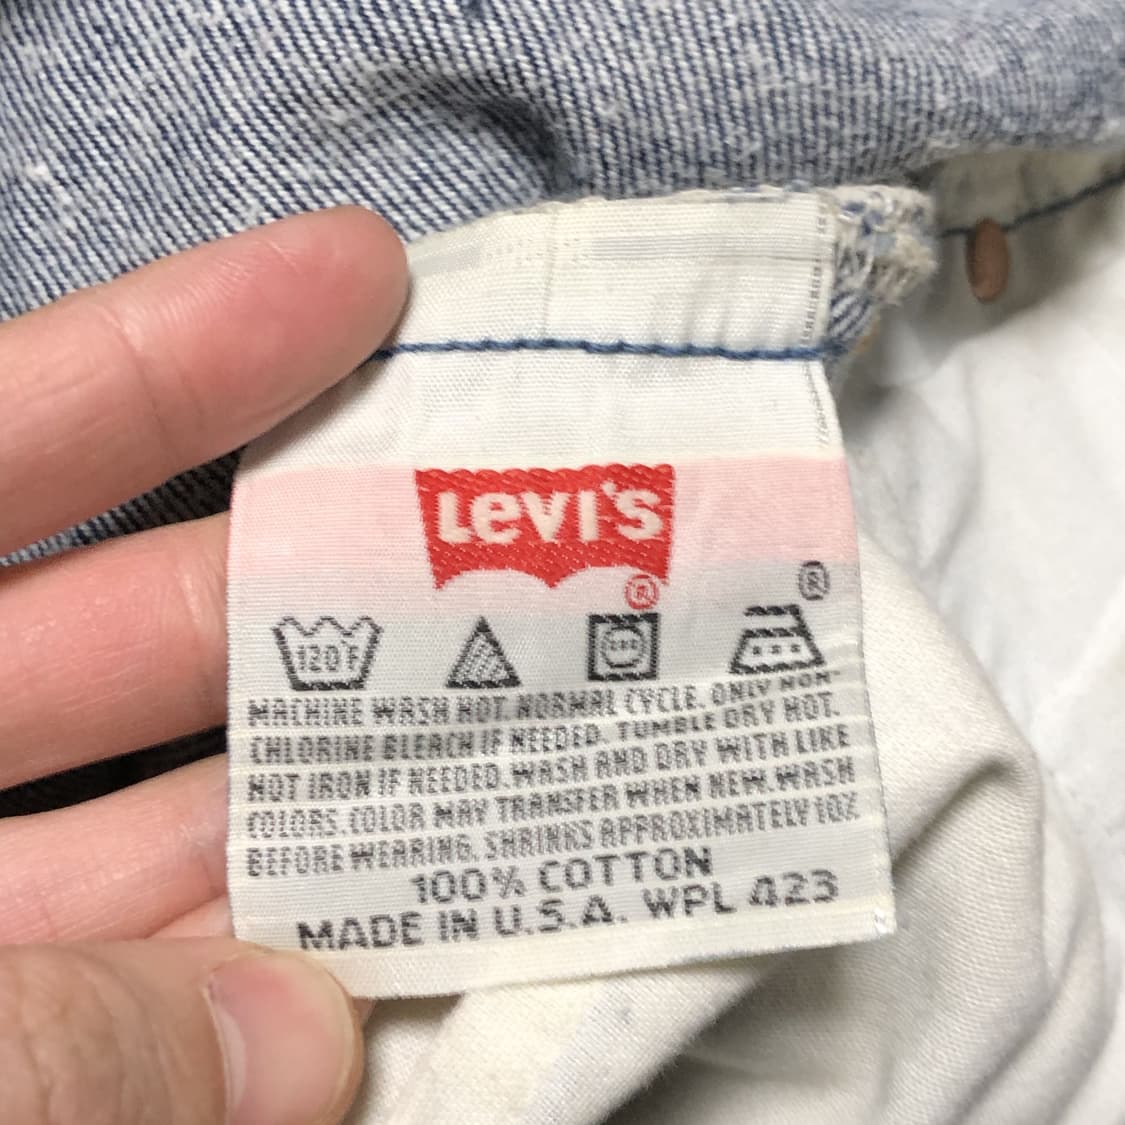 LEVI'S
®
®
120°F
MACHINE WASH HOT. NORMAL CYCLE. ONLY NON-
CHLORINE BLEACH IF NEEDED. TUMBLE DRY HOT.
HOT IRON IF NEEDED. WASH AND DRY WITH LIKE
COLORS. COLOR MAY TRANSFER WHEN NEW. WASH
BEFORE WEARING. SHRINKS APPROXIMATELY 10%
100% COTTON
MADE IN U.S.A. WPL 423